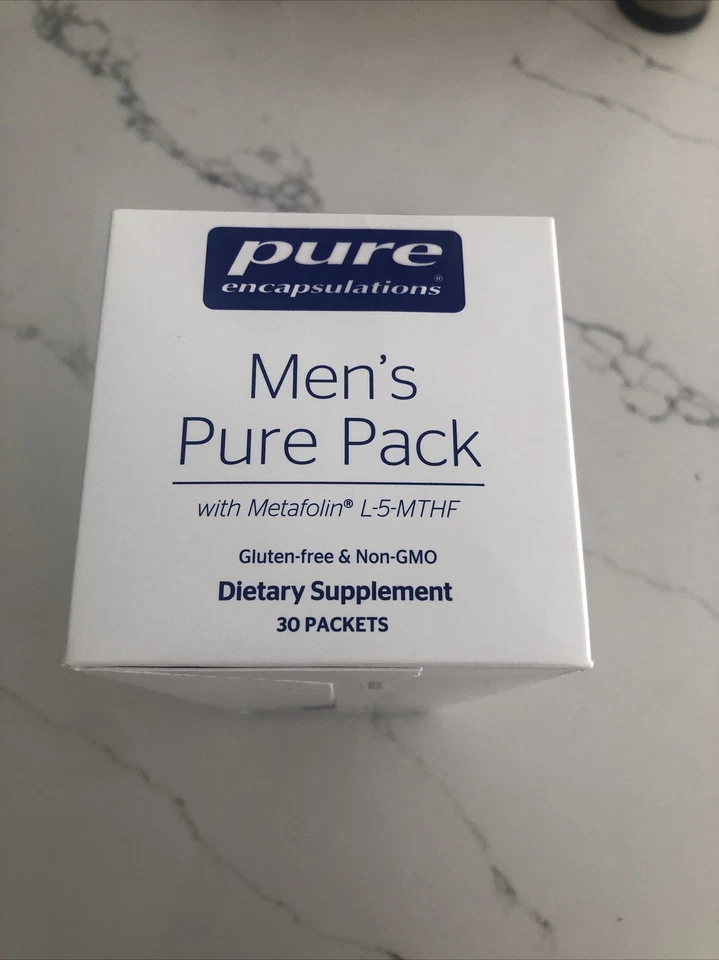 pure
encapsulations®
Men's
Pure Pack
with Metafolin® L-5-MTHF
Gluten-free & Non-GMO
Dietary Supplement
30 PACKETS